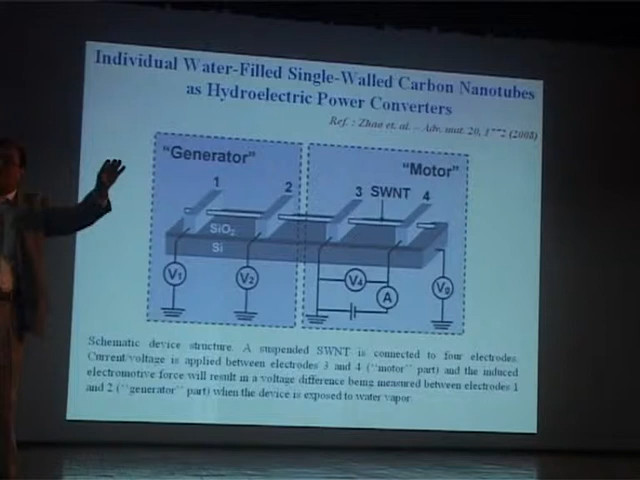 Individual Water-Filled Single-Walled Carbon Nanotubes
as Hydroelectric Power Converters
Ref. : Zhao et. al. – Adv. mat. 20, 1772 (2008)
"Generator"
"Motor"
1
2
3 SWNT 4
SiO2
Si
V1
V2
V4
A
Vg
Schematic device structure. A suspended SWNT is connected to four electrodes.
Current/voltage is applied between electrodes 3 and 4 ("motor" part) and the induced
electromotive force will result in a voltage difference being measured between electrodes 1
and 2 ("generator" part) when the device is exposed to water vapor